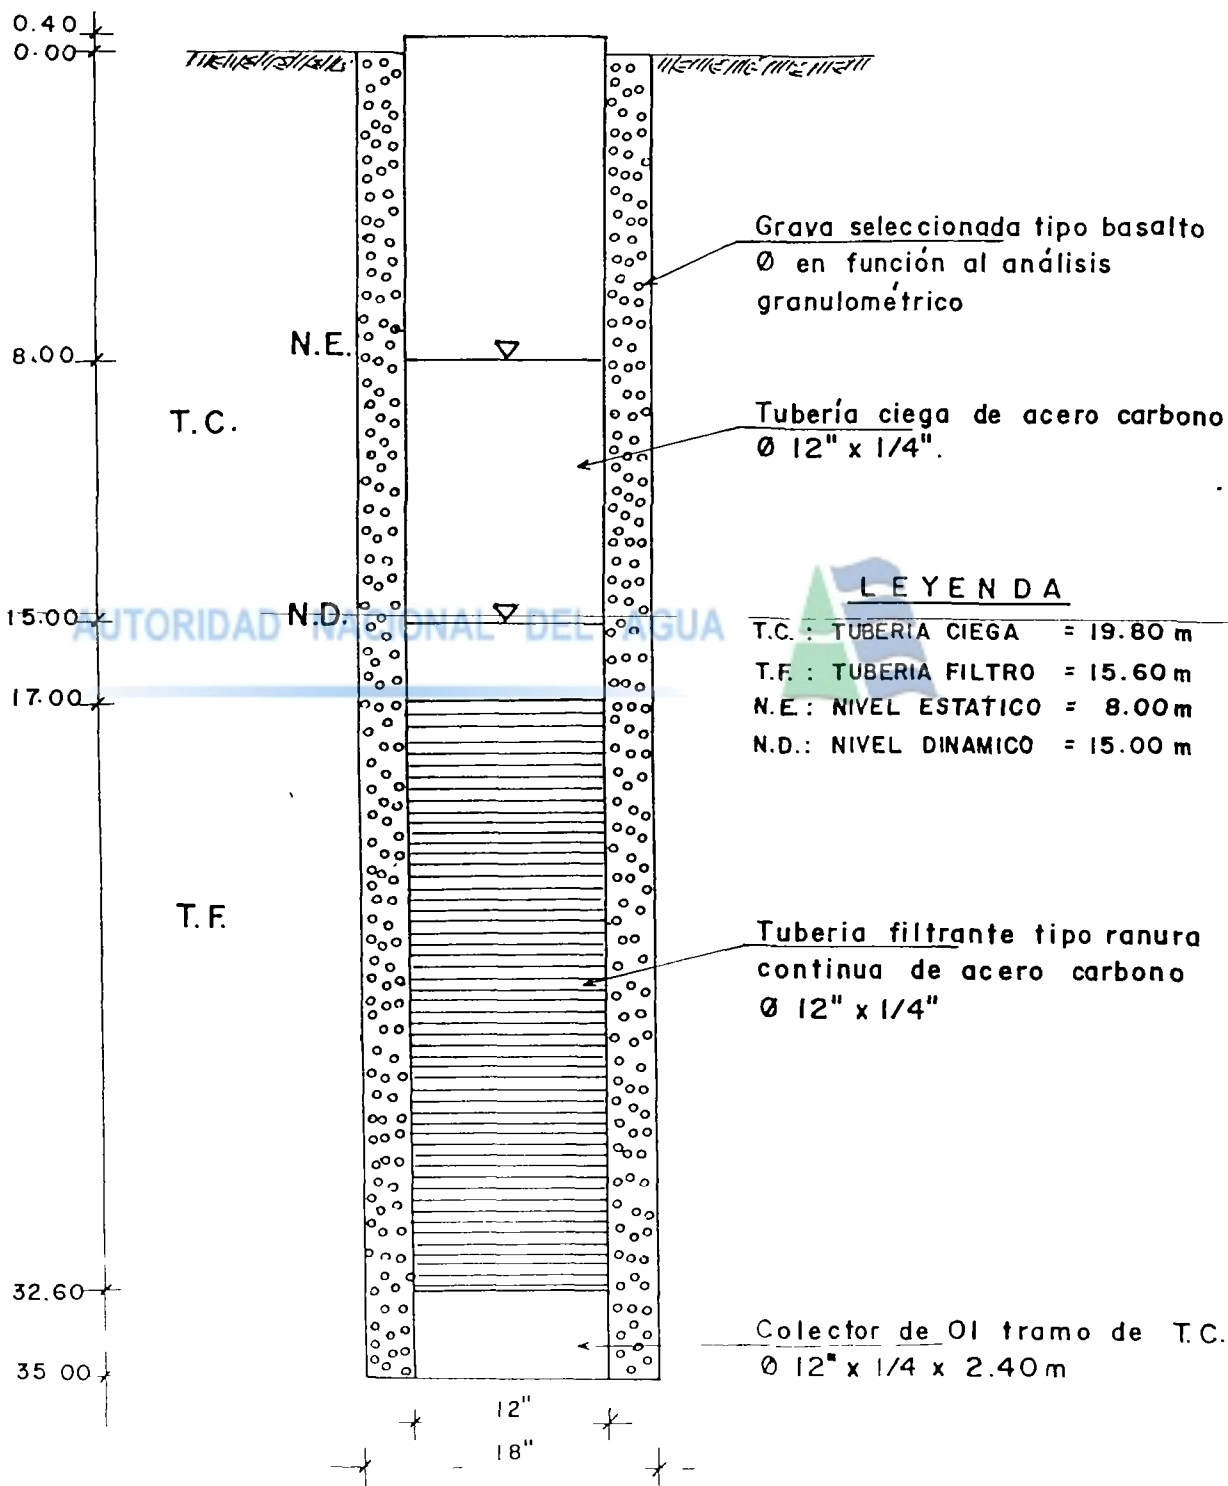 0.40
0.00
Grava seleccionada tipo basalto
Ø en función al análisis
granulométrico
N.E.
8.00
T.C.
Tubería ciega de acero carbono
Ø 12" x 1/4".
LEYENDA
15.00
N.D.
AUTORIDAD NACIONAL DEL AGUA
T.C. : TUBERIA CIEGA = 19.80 m
T.F. : TUBERIA FILTRO = 15.60 m
N.E. : NIVEL ESTATICO = 8.00 m
N.D. : NIVEL DINAMICO = 15.00 m
17.00
T.F.
Tuberia filtrante tipo ranura
continua de acero carbono
Ø 12" x 1/4"
32.60
Colector de 01 tramo de T.C.
Ø 12" x 1/4 x 2.40 m
35 00
12"
18"